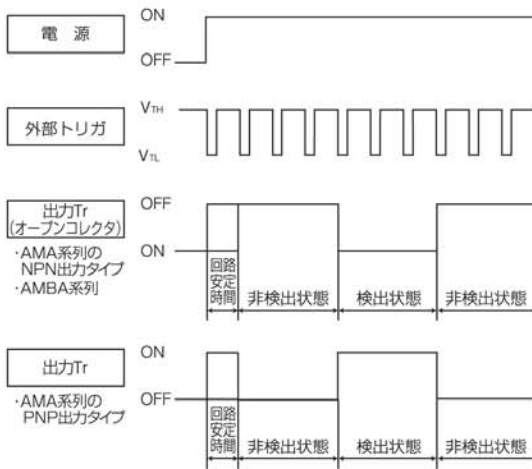 電 源
ON
OFF
外部トリガ
VTH
VTL
出力Tr
(オープンコレクタ)
・AMA系列の
NPN出力タイプ
・AMBA系列
OFF
ON
回路
安定
時間
非検出状態
検出状態
非検出状態
出力Tr
・AMA系列の
PNP出力タイプ
ON
OFF
回路
安定
時間
非検出状態
検出状態
非検出状態